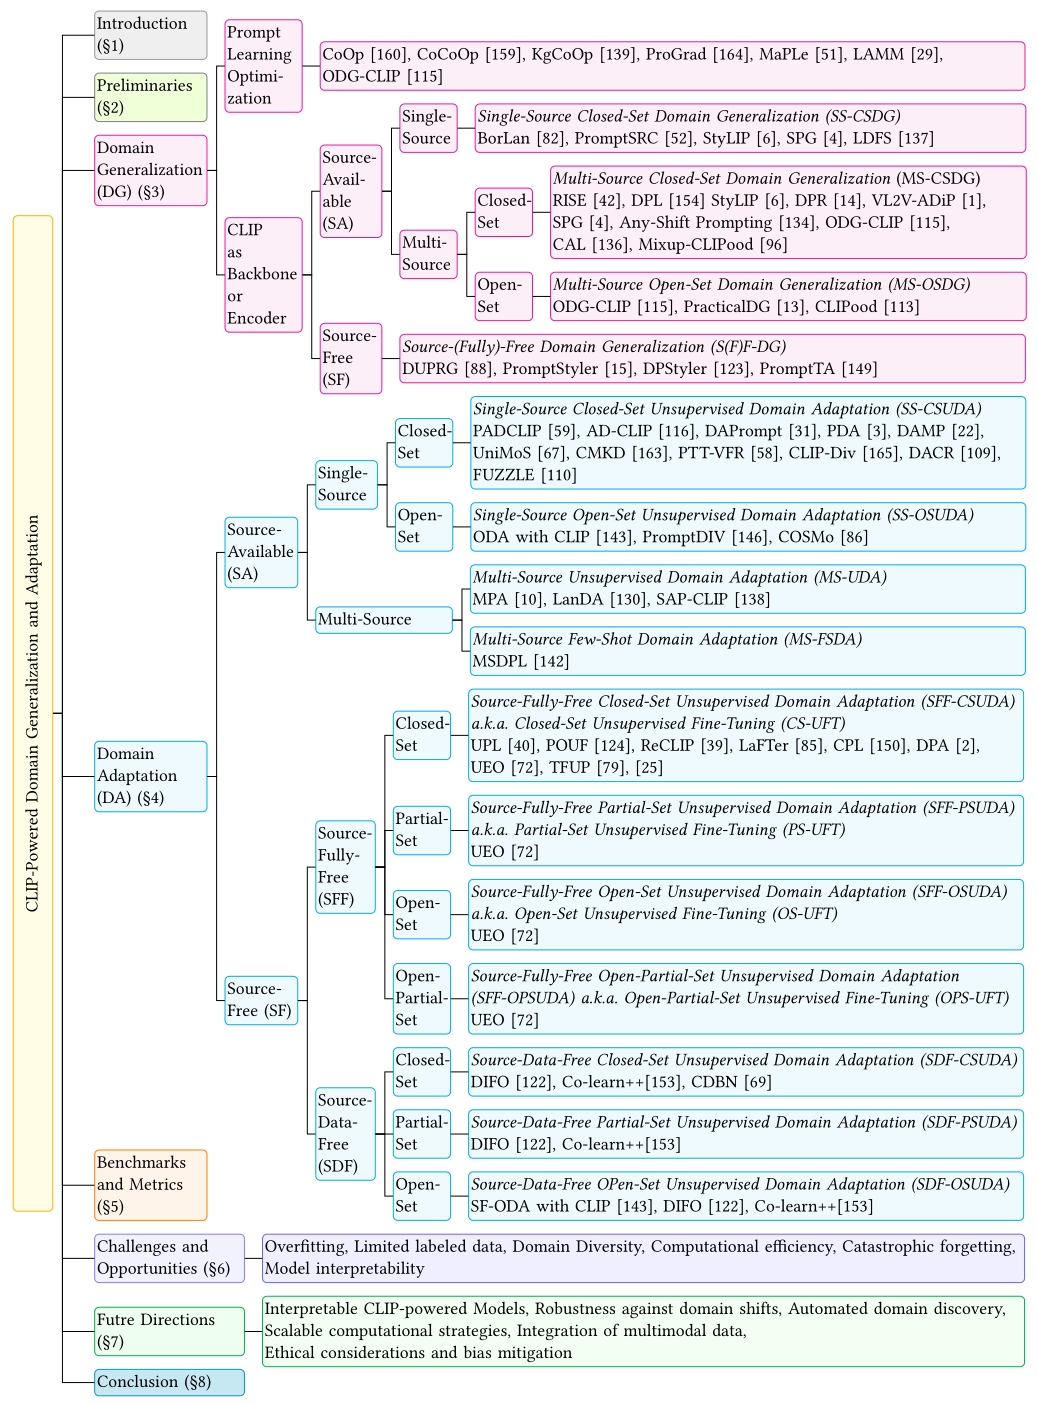 CLIP-Powered Domain Generalization and Adaptation
Introduction
(§1)
Preliminaries
(§2)
Domain
Generalization
(DG) (§3)
Prompt
Learning
Optimi-
zation
CoOp [160], CoCoOp [159], KgCoOp [139], ProGrad [164], MaPLe [51], LAMM [29],
ODG-CLIP [115]
CLIP
as
Backbone
or
Encoder
Source-
Avail-
able
(SA)
Single-
Source
Single-Source Closed-Set Domain Generalization (SS-CSDG)
BorLan [82], PromptSRC [52], StyLIP [6], SPG [4], LDFS [137]
Multi-
Source
Closed-
Set
Multi-Source Closed-Set Domain Generalization (MS-CSDG)
RISE [42], DPL [154] StyLIP [6], DPR [14], VL2V-ADiP [1],
SPG [4], Any-Shift Prompting [134], ODG-CLIP [115],
CAL [136], Mixup-CLIPood [96]
Open-
Set
Multi-Source Open-Set Domain Generalization (MS-OSDG)
ODG-CLIP [115], PracticalDG [13], CLIPood [113]
Source-
Free
(SF)
Source-(Fully)-Free Domain Generalization (S(F)F-DG)
DUPRG [88], PromptStyler [15], DPStyler [123], PromptTA [149]
Domain
Adaptation
(DA) (§4)
Source-
Available
(SA)
Single-
Source
Closed-
Set
Single-Source Closed-Set Unsupervised Domain Adaptation (SS-CSUDA)
PADCLIP [59], AD-CLIP [116], DAPrompt [31], PDA [3], DAMP [22],
UniMoS [67], CMKD [163], PTT-VFR [58], CLIP-Div [165], DACR [109],
FUZZLE [110]
Open-
Set
Single-Source Open-Set Unsupervised Domain Adaptation (SS-OSUDA)
ODA with CLIP [143], PromptDIV [146], COSMo [86]
Multi-Source
Multi-Source Unsupervised Domain Adaptation (MS-UDA)
MPA [10], LanDA [130], SAP-CLIP [138]
Multi-Source Few-Shot Domain Adaptation (MS-FSDA)
MSDPL [142]
Source-
Free (SF)
Source-
Fully-
Free
(SFF)
Closed-
Set
Source-Fully-Free Closed-Set Unsupervised Domain Adaptation (SFF-CSUDA)
a.k.a. Closed-Set Unsupervised Fine-Tuning (CS-UFT)
UPL [40], POUF [124], ReCLIP [39], LaFTer [85], CPL [150], DPA [2],
UEO [72], TFUP [79], [25]
Partial-
Set
Source-Fully-Free Partial-Set Unsupervised Domain Adaptation (SFF-PSUDA)
a.k.a. Partial-Set Unsupervised Fine-Tuning (PS-UFT)
UEO [72]
Open-
Set
Source-Fully-Free Open-Set Unsupervised Domain Adaptation (SFF-OSUDA)
a.k.a. Open-Set Unsupervised Fine-Tuning (OS-UFT)
UEO [72]
Open-
Partial-
Set
Source-Fully-Free Open-Partial-Set Unsupervised Domain Adaptation
(SFF-OPSUDA) a.k.a. Open-Partial-Set Unsupervised Fine-Tuning (OPS-UFT)
UEO [72]
Source-
Data-
Free
(SDF)
Closed-
Set
Source-Data-Free Closed-Set Unsupervised Domain Adaptation (SDF-CSUDA)
DIFO [122], Co-learn++[153], CDBN [69]
Partial-
Set
Source-Data-Free Partial-Set Unsupervised Domain Adaptation (SDF-PSUDA)
DIFO [122], Co-learn++[153]
Open-
Set
Source-Data-Free OPen-Set Unsupervised Domain Adaptation (SDF-OSUDA)
SF-ODA with CLIP [143], DIFO [122], Co-learn++[153]
Benchmarks
and Metrics
(§5)
Challenges and
Opportunities (§6)
Overfitting, Limited labeled data, Domain Diversity, Computational efficiency, Catastrophic forgetting,
Model interpretability
Futre Directions
(§7)
Interpretable CLIP-powered Models, Robustness against domain shifts, Automated domain discovery,
Scalable computational strategies, Integration of multimodal data,
Ethical considerations and bias mitigation
Conclusion (§8)